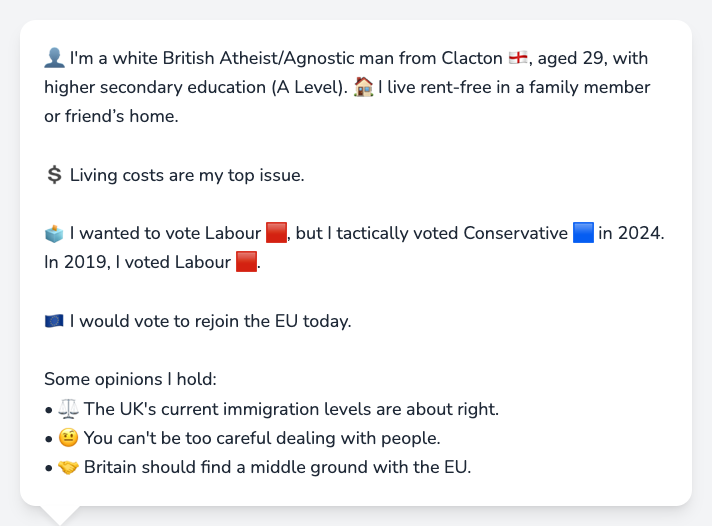 👤 I'm a white British Atheist/Agnostic man from Clacton 🏴󠁧󠁢󠁥󠁮󠁧󠁿, aged 29, with
higher secondary education (A Level). 🏠 I live rent-free in a family member
or friend’s home.
💲 Living costs are my top issue.
🗳️ I wanted to vote Labour 🟥, but I tactically voted Conservative 🟦 in 2024.
In 2019, I voted Labour 🟥.
🇪🇺 I would vote to rejoin the EU today.
Some opinions I hold:
• ⚖️ The UK's current immigration levels are about right.
• 🤨 You can't be too careful dealing with people.
• 🤝 Britain should find a middle ground with the EU.